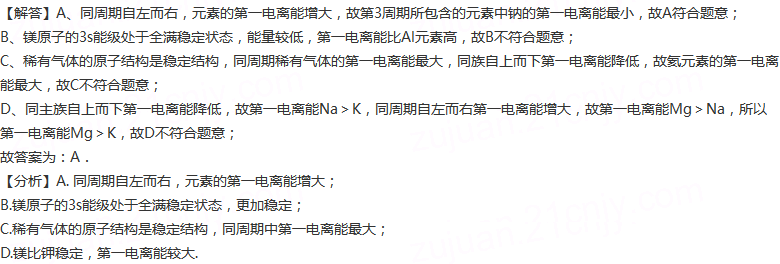 【解答】A、同周期自左而右，元素的第一电离能增大，故第3周期所包含的元素中钠的第一电离能最小，故A符合题意；
B、镁原子的3s能级处于全满稳定状态，能量较低，第一电离能比Al元素高，故B不符合题意；
C、稀有气体的原子结构是稳定结构，同周期稀有气体的第一电离能最大，同族自上而下第一电离能降低，故氦元素的第一电离
能最大，故C不符合题意；
D、同主族自上而下第一电离能降低，故第一电离能Na＞K，同周期自左而右第一电离能增大，故第一电离能Mg＞Na，所以
第一电离能Mg＞K，故D不符合题意；
故答案为：A．
【分析】A. 同周期自左而右，元素的第一电离能增大；
B.镁原子的3s能级处于全满稳定状态，更加稳定；
C.稀有气体的原子结构是稳定结构，同周期中第一电离能最大；
D.镁比钾稳定，第一电离能较大.